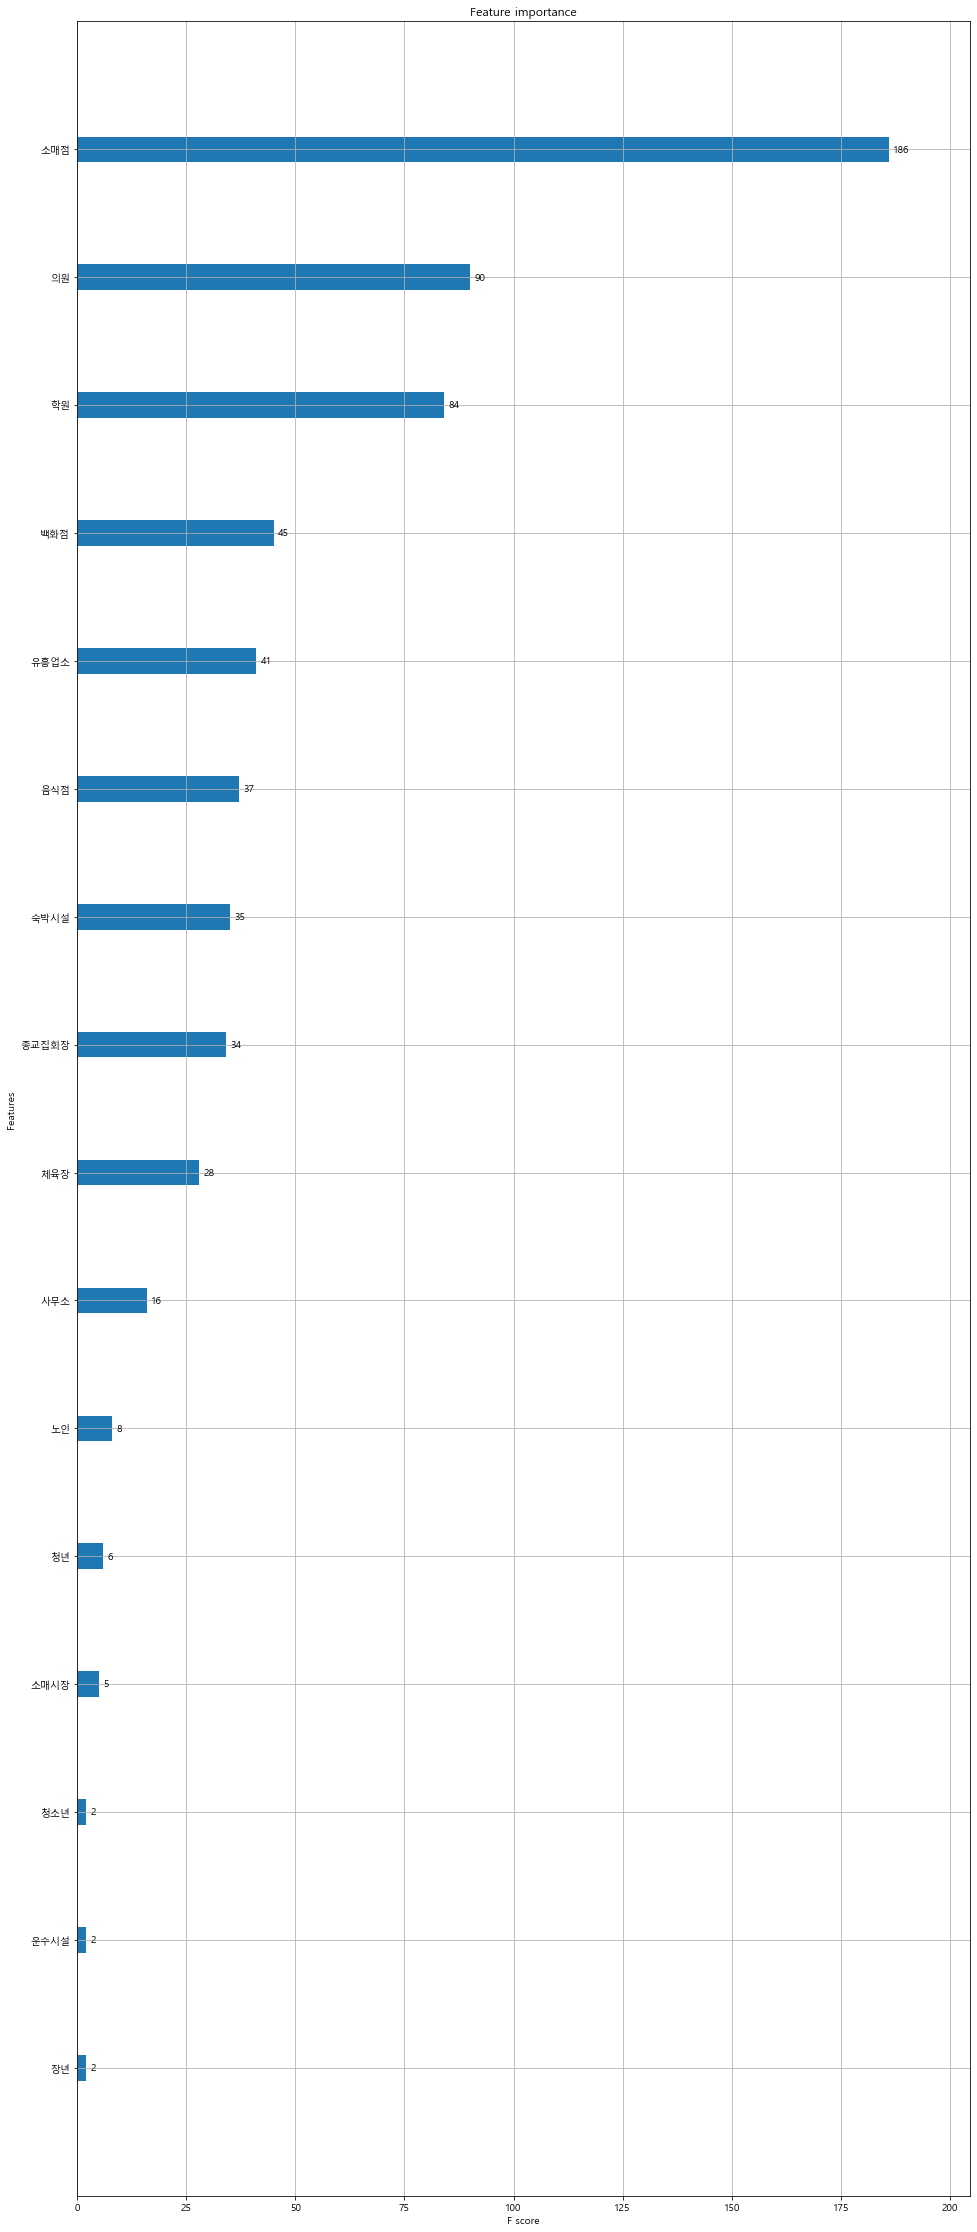 Feature importance
소매점 186
의원 90
학원 84
백화점 45
유흥업소 41
음식점 37
숙박시설 35
종교집회장 34
Features
체육장 28
사무소 16
노인 8
청년 6
소매시장 5
청소년 2
운수시설 2
장년 2
0 25 50 75 100 125 150 175 200
F score